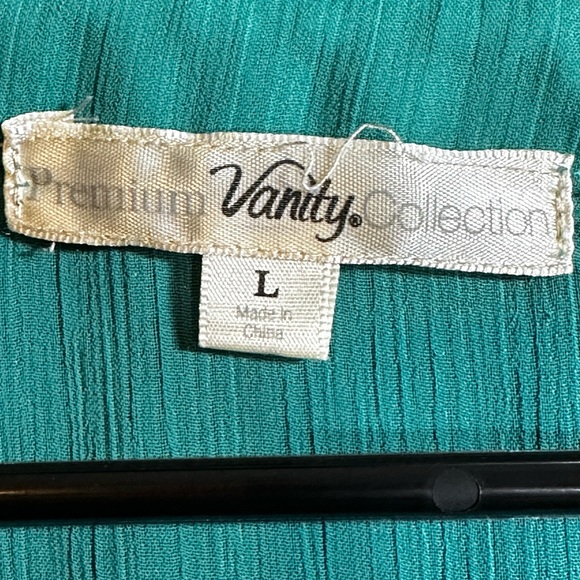 Premium Vanity® Collection
L
Made in
China